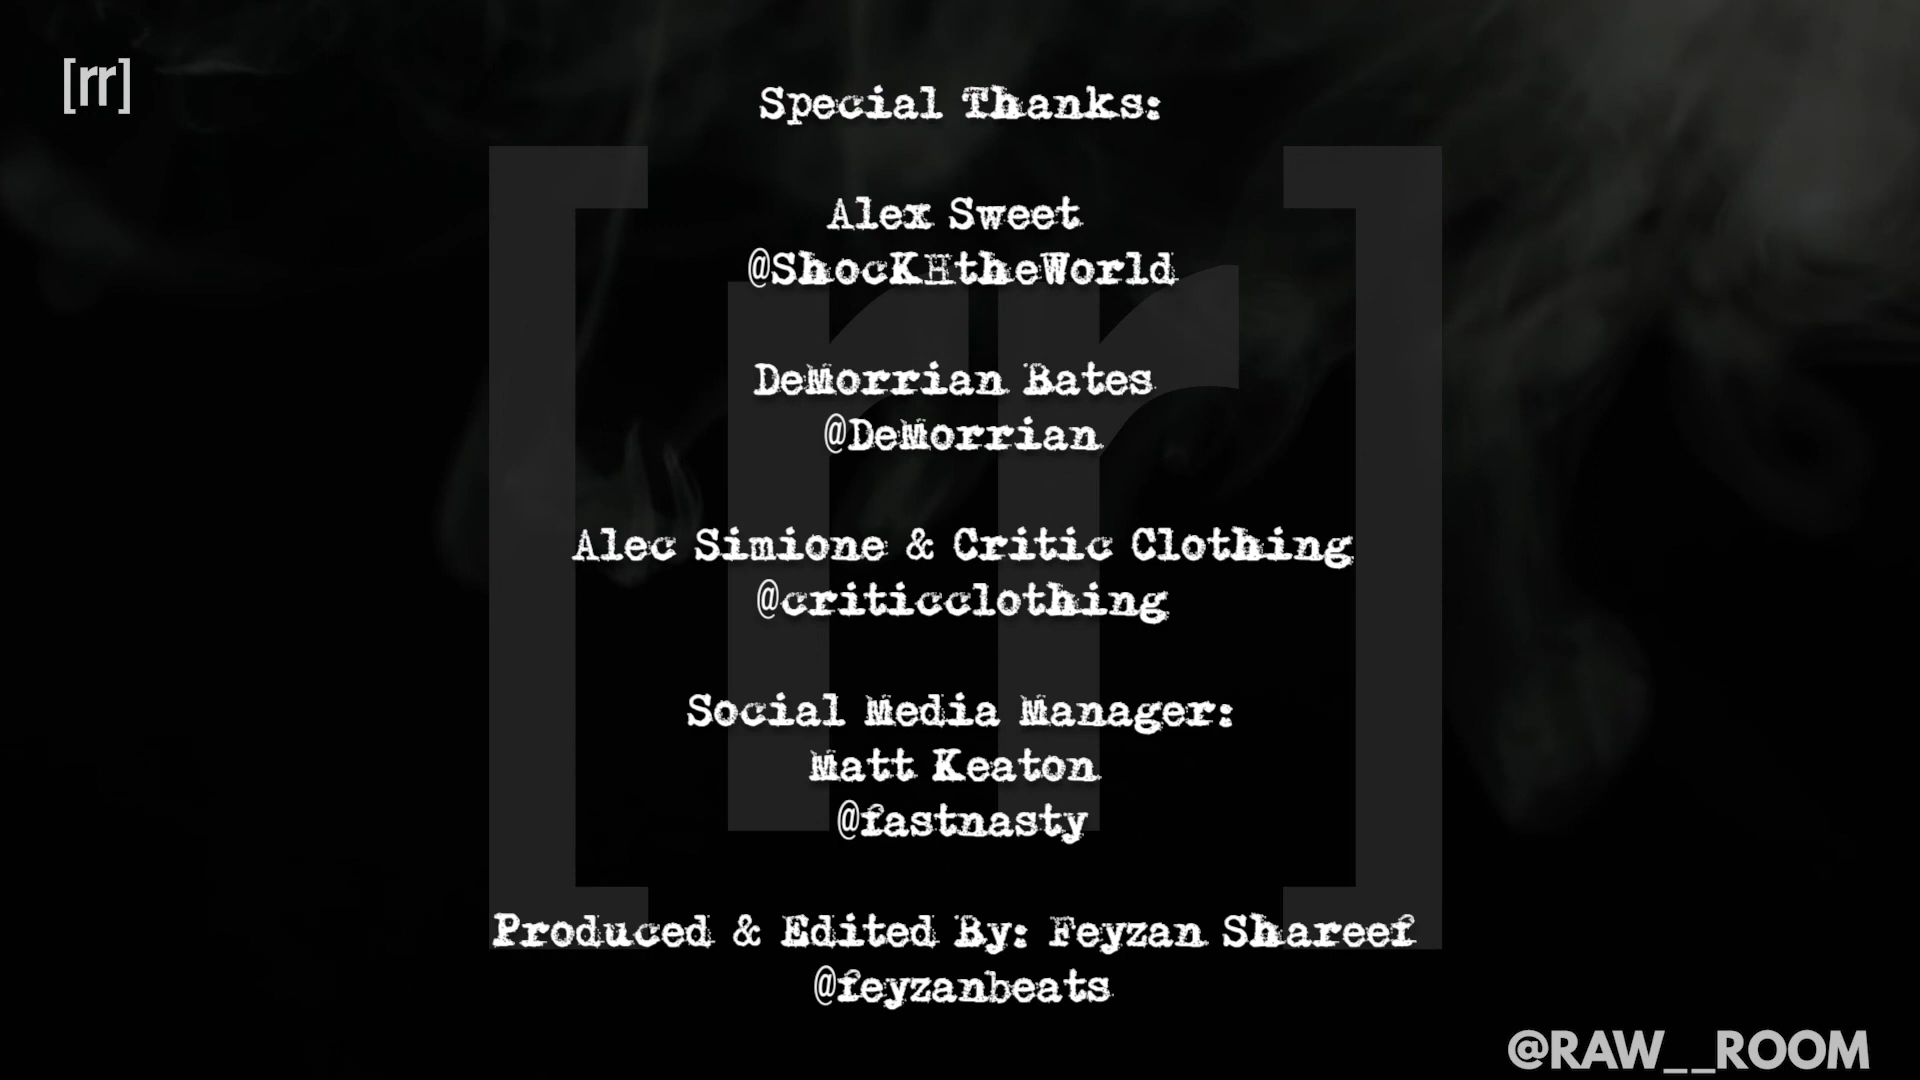 [rr]
Special Thanks:
Alex Sweet
@ShocKHtheWorld
DeMorrian Bates
@DeMorrian
Alec Simione & Critic Clothing
@criticclothing
Social Media Manager:
Matt Keaton
@fastnasty
Produced & Edited By: Feyzan Shareef
@feyzanbeats
[rr]
@RAW__ROOM